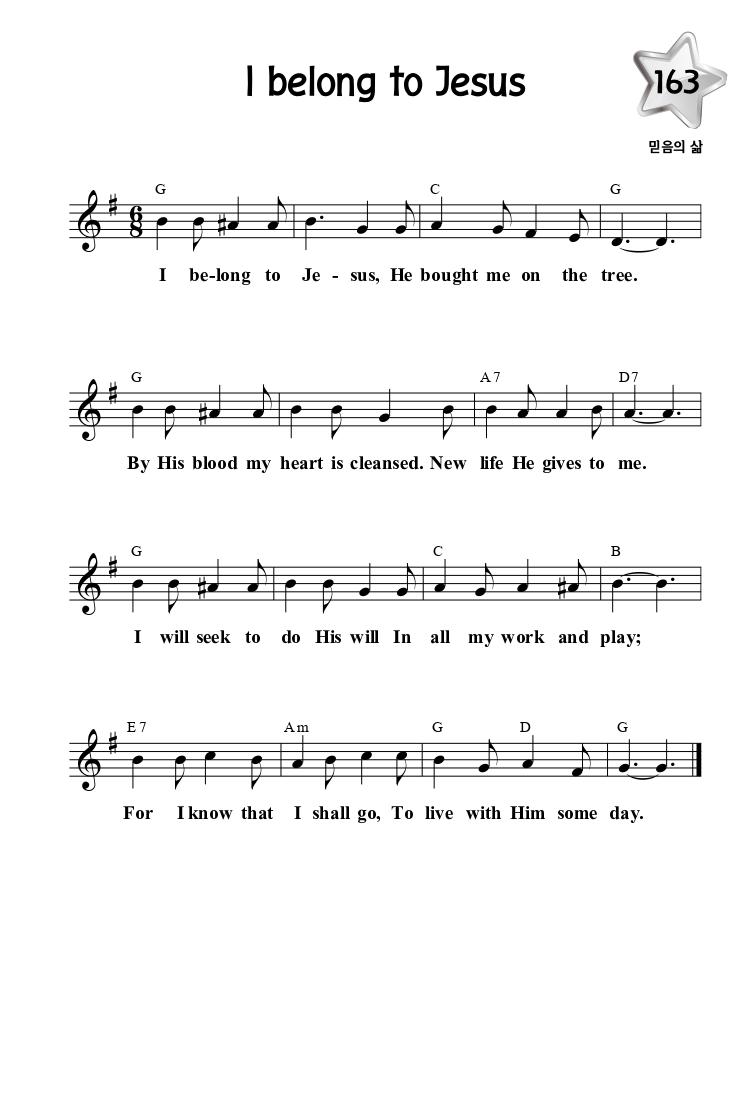 I belong to Jesus
163
믿음의 삶
G C G
6
8
I be-long to Je - sus, He bought me on the tree.
G A7 D7
By His blood my heart is cleansed. New life He gives to me.
G C B
I will seek to do His will In all my work and play;
E7 Am G D G
For I know that I shall go, To live with Him some day.